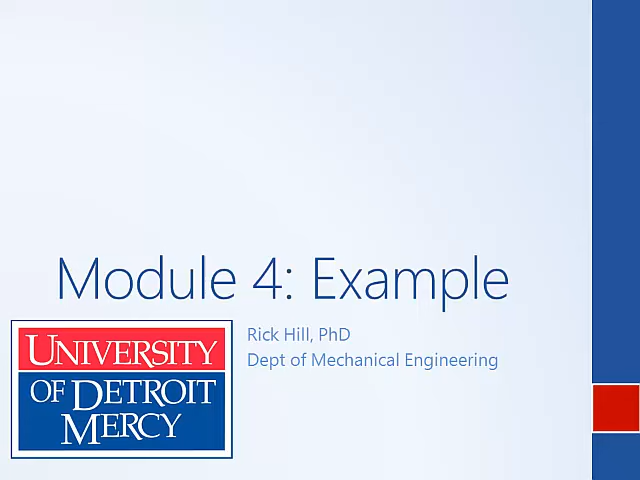 Module 4: Example
Rick Hill, PhD
Dept of Mechanical Engineering
UNIVERSITY
OF DETROIT
MERCY